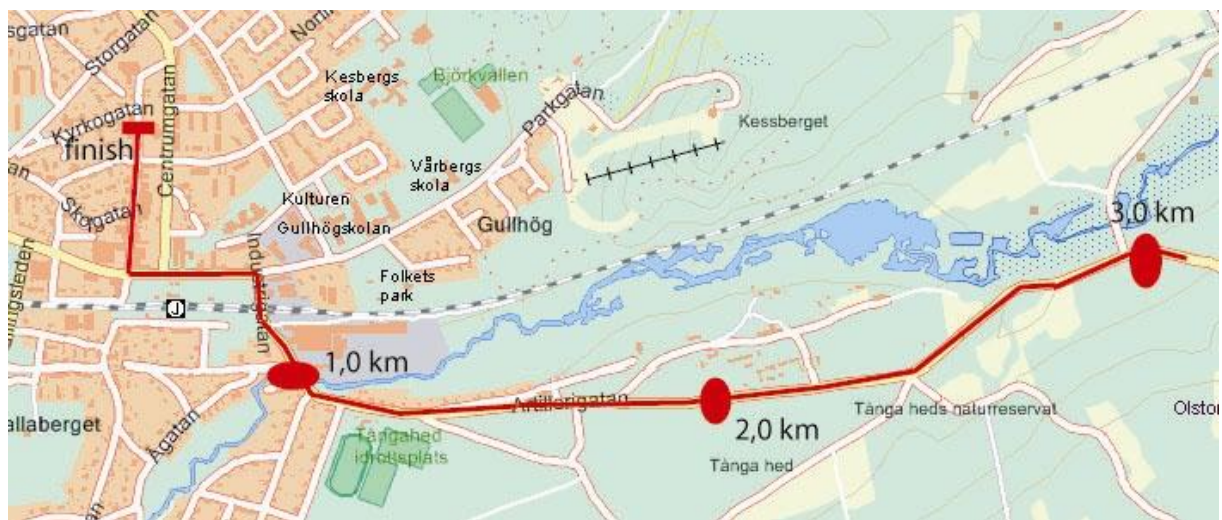 Storgatan
Kesbergs
skola
Björkvallen
Parkgatan
Kessberget
Kyrkogatan
finish
Centrumgatan
Vårbergs
skola
Skogatan
Kulturen
Gullhögskolan
Gullhög
3,0 km
Industrigatan
Folkets
park
J
1,0 km
Artillerigatan
Tånga heds naturreservat
2,0 km
Ågatan
Tångahed
idrottsplats
Tånga hed